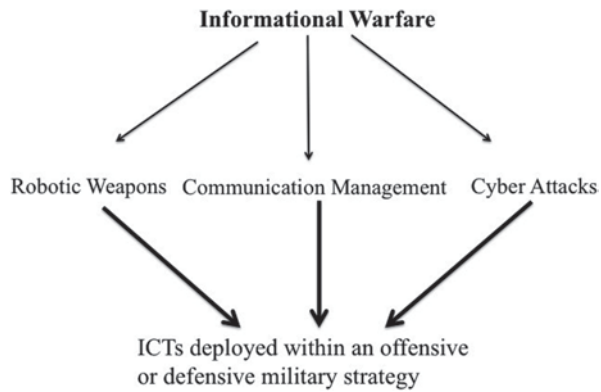 Informational Warfare
Robotic Weapons Communication Management Cyber Attacks
ICTs deployed within an offensive
or defensive military strategy